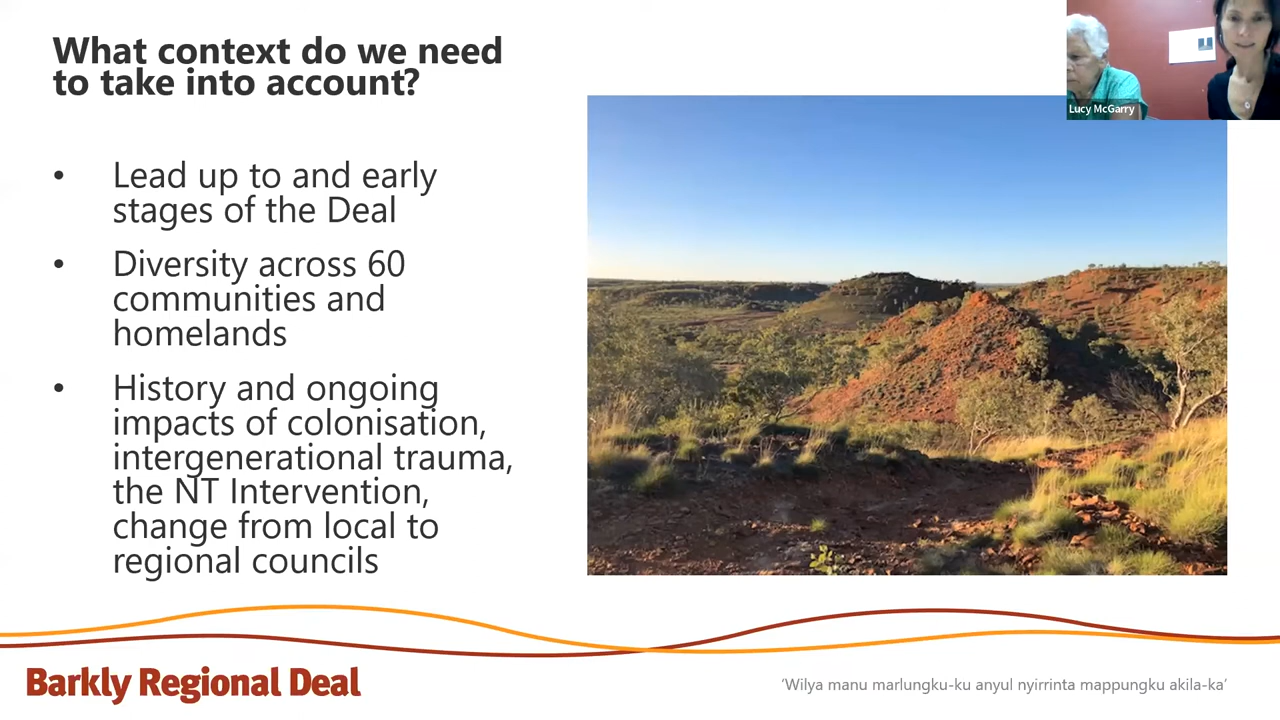 What context do we need
to take into account?
Lucy McGarry
• Lead up to and early
stages of the Deal
• Diversity across 60
communities and
homelands
• History and ongoing
impacts of colonisation,
intergenerational trauma,
the NT Intervention,
change from local to
regional councils
Barkly Regional Deal
‘Wilya manu marlungku-ku anyul nyirrinta mappungku akila-ka’